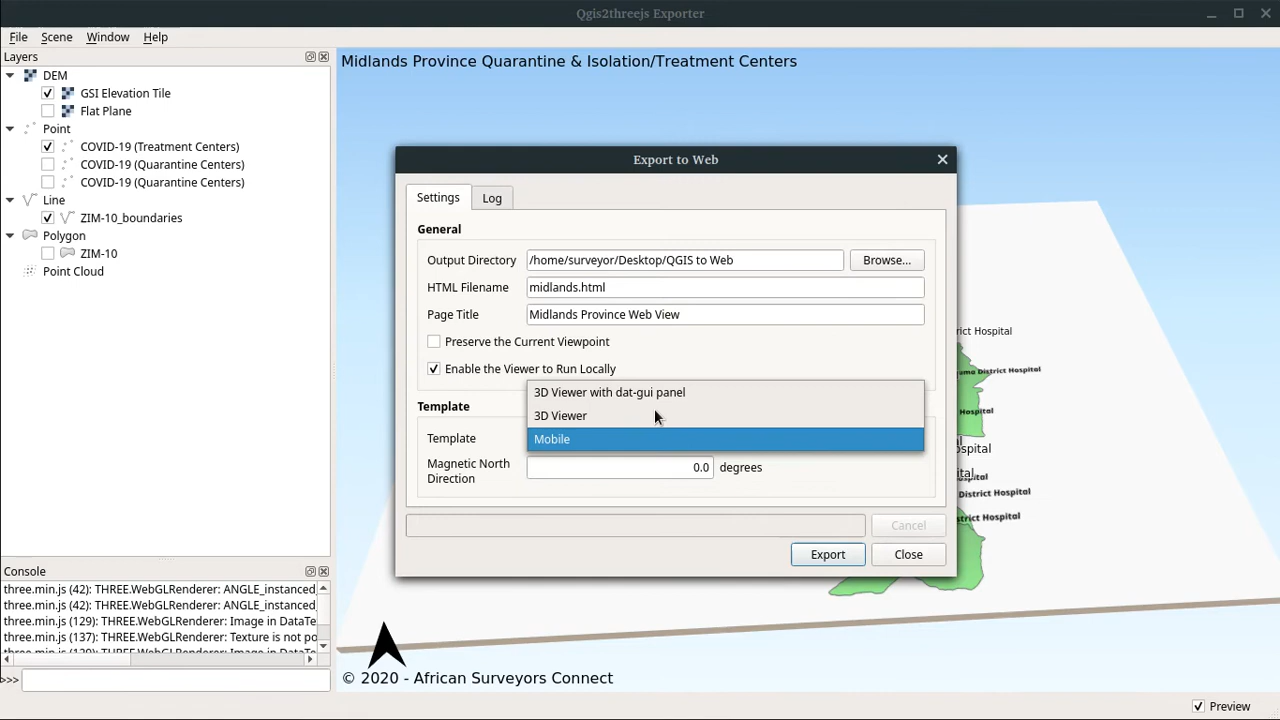 Qgis2threejs Exporter
File Scene Window Help
Layers
DEM
GSI Elevation Tile
Flat Plane
Point
COVID-19 (Treatment Centers)
COVID-19 (Quarantine Centers)
COVID-19 (Quarantine Centers)
Line
ZIM-10_boundaries
Polygon
ZIM-10
Point Cloud
Console
three.min.js (42): THREE.WebGLRenderer: ANGLE_instanced_
three.min.js (42): THREE.WebGLRenderer: ANGLE_instanced_
three.min.js (129): THREE.WebGLRenderer: Image in DataTe
three.min.js (137): THREE.WebGLRenderer: Texture is not po
>>>
Midlands Province Quarantine & Isolation/Treatment Centers
Export to Web
Settings Log
General
Output Directory /home/surveyor/Desktop/QGIS to Web Browse...
HTML Filename midlands.html
Page Title Midlands Province Web View
Preserve the Current Viewpoint
Enable the Viewer to Run Locally
3D Viewer with dat-gui panel
Template
3D Viewer
Template Mobile
Magnetic North Direction 0.0 degrees
Cancel
Export Close
District Hospital
Hospital
District Hospital
© 2020 - African Surveyors Connect
Preview